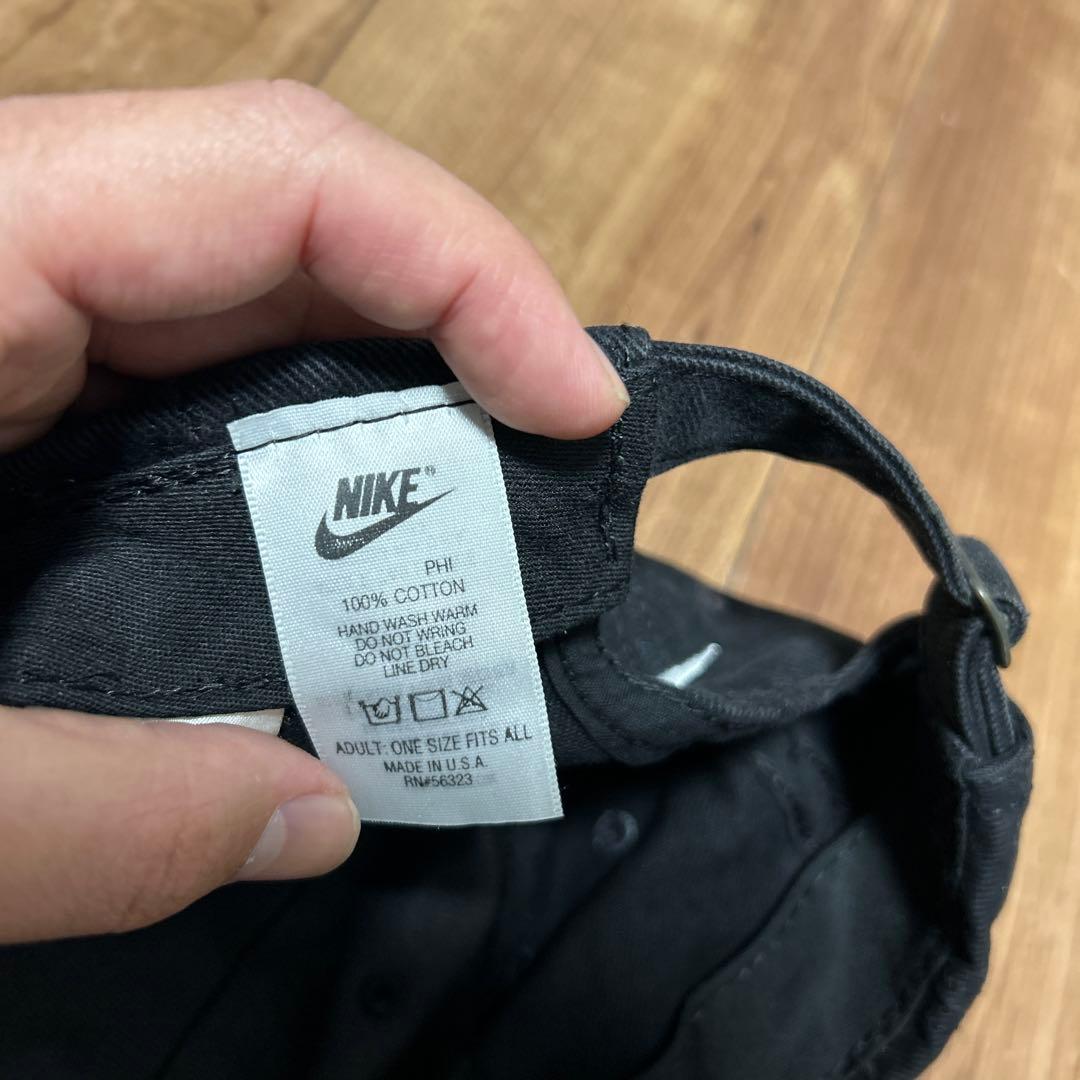 NIKE®
PHI
100% COTTON
HAND WASH WARM
DO NOT WRING
DO NOT BLEACH
LINE DRY
ADULT: ONE SIZE FITS ALL
MADE IN U.S.A.
RN#56323